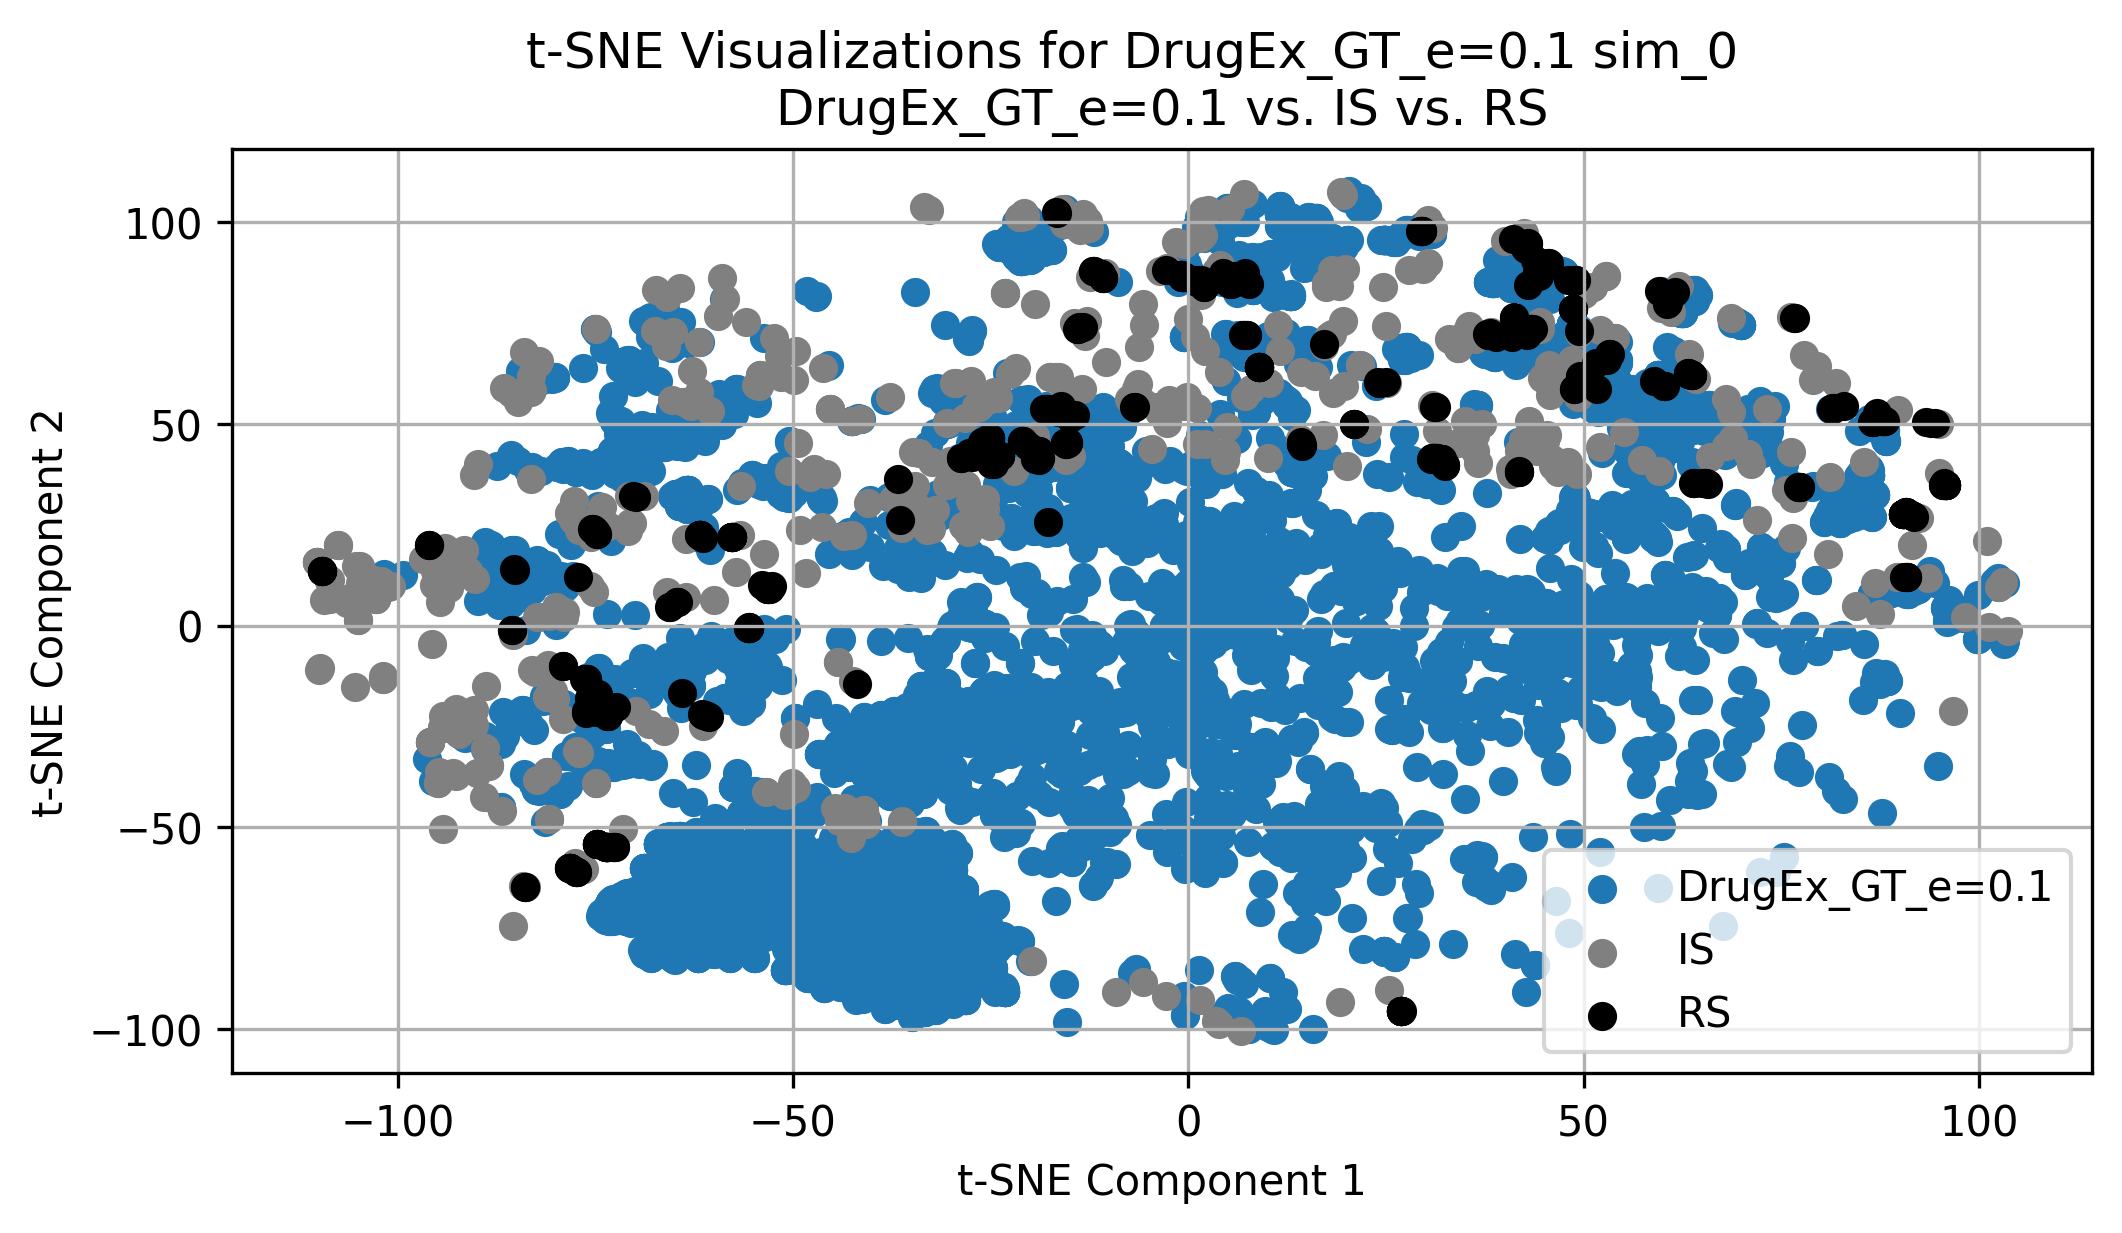 t-SNE Visualizations for DrugEx_GT_e=0.1 sim_0
DrugEx_GT_e=0.1 vs. IS vs. RS
t-SNE Component 2
100
50
0
−50
−100
DrugEx_GT_e=0.1
IS
RS
−100
−50
0
50
100
t-SNE Component 1